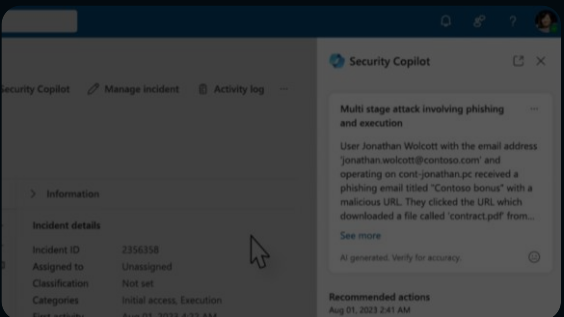 Security Copilot
Security Copilot
Manage incident
Activity log
Multi stage attack involving phishing
and execution
User Jonathan Wolcott with the email address
'jonathan.wolcott@contoso.com' and
operating on cont-jonathan.pc received a
phishing email titled "Contoso bonus" with a
malicious URL. They clicked the URL which
downloaded a file called 'contract.pdf' from...
See more
AI generated. Verify for accuracy.
Information
Incident details
Incident ID 2356358
Assigned to Unassigned
Classification Not set
Categories Initial access, Execution
Recommended actions
Aug 01, 2023 2:41 AM